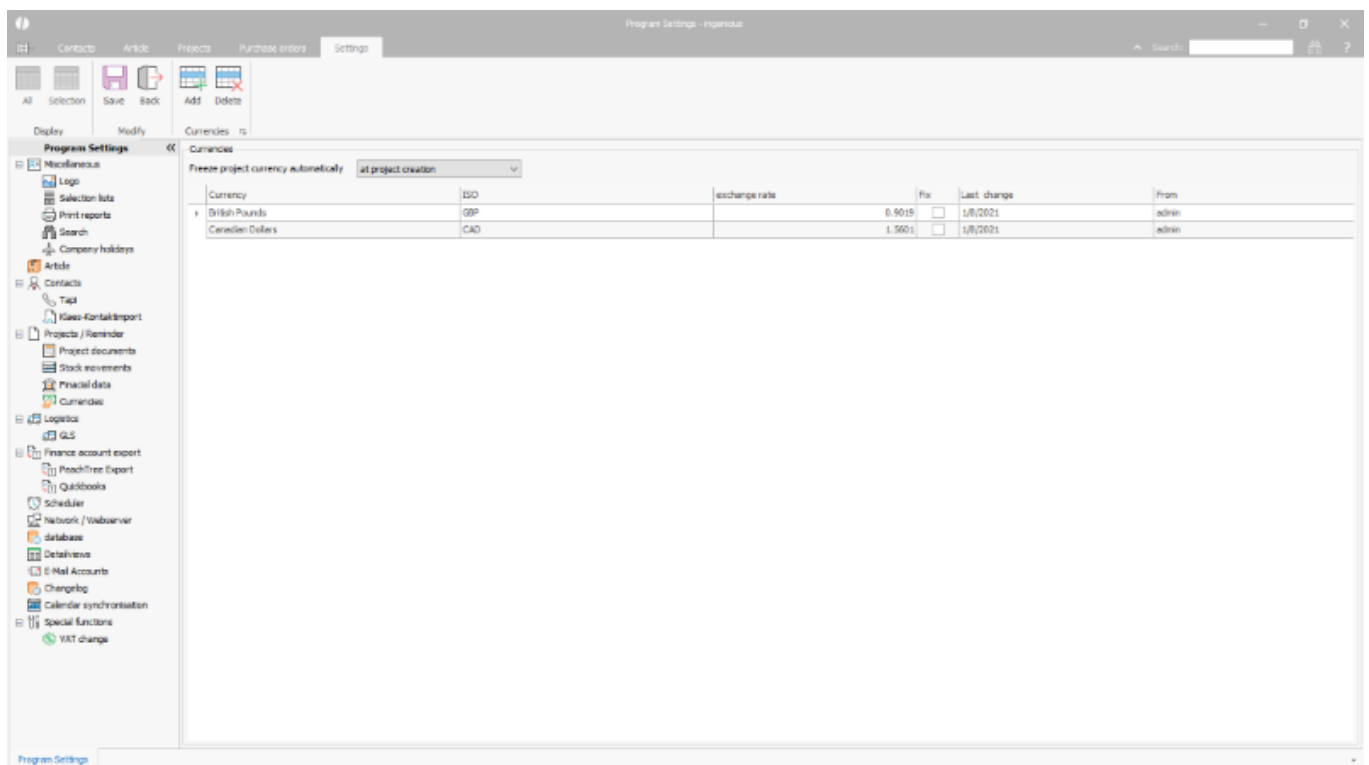 Program Settings - ingenious
Contacts Article Projects Purchase orders Settings Search: ?
All Selection Save Back Add Delete
Display Modify Currencies
Program Settings
Miscellaneous
Logo
Selection lists
Print reports
Search
Company holidays
Article
Contacts
Tapi
Klaes-Kontaktimport
Projects / Reminder
Project documents
Stock movements
Finacial data
Currencies
Logistics
GLS
Finance account export
PeachTree Export
Quickbooks
Scheduler
Network / Webserver
database
Detailviews
E-Mail Accounts
Changelog
Calendar synchronisation
Special functions
VAT change
Currencies
Freeze project currency automatically at project creation
Currency ISO exchange rate Fix Last change From
British Pounds GBP 0.9019 1/8/2021 admin
Canadian Dollars CAD 1.5601 1/8/2021 admin
Program Settings